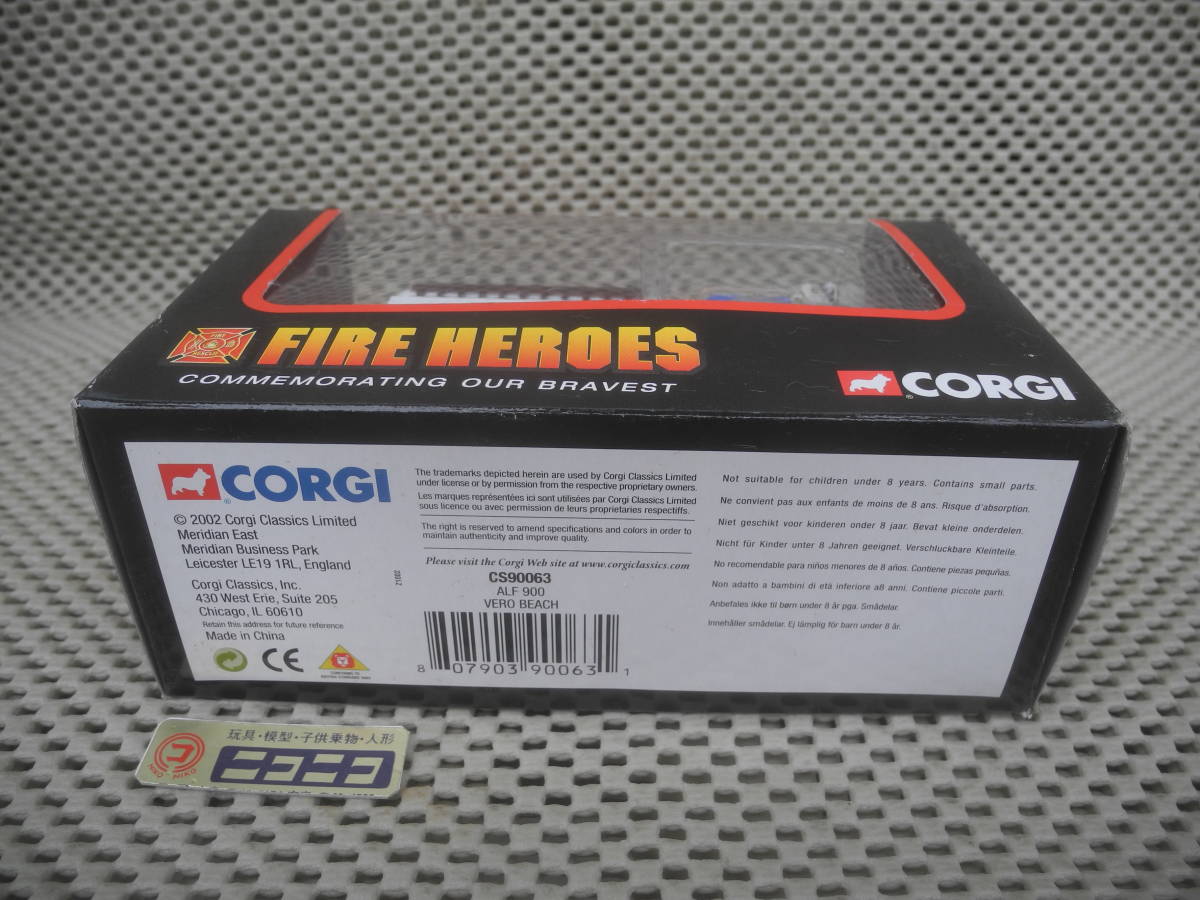 FIRE RESCUE
FIRE HEROES
COMMEMORATING OUR BRAVEST
CORGI
CORGI
© 2002 Corgi Classics Limited
Meridian East
Meridian Business Park
Leicester LE19 1RL, England
Corgi Classics, Inc.
430 West Erie, Suite 205
Chicago, IL 60610
Retain this address for future reference
Made in China
CE
The trademarks depicted herein are used by Corgi Classics Limited
under license or by permission from the respective proprietary owners.
Les marques représentées ici sont utilisées par Corgi Classics Limited
sous licence ou avec permission de leurs proprietaries respectiffs.
The right is reserved to amend specifications and colors in order to
maintain authenticity and improve quality.
Please visit the Corgi Web site at www.corgiclassics.com
CS90063
ALF 900
VERO BEACH
21002
8 07903 90063 1
Not suitable for children under 8 years. Contains small parts.
Ne convient pas aux enfants de moins de 8 ans. Risque d'absorption.
Niet geschikt voor kinderen onder 8 jaar. Bevat kleine onderdelen.
Nicht für Kinder unter 8 Jahren geeignet. Verschluckbare Kleinteile.
No recomendable para niños menores de 8 años. Contiene piezas pequñas.
Non adatto a bambini di età inferiore a8 anni. Contiene piccole parti.
Anbefales ikke til børn under 8 år pga. Smådelar.
Innehåller smådelar. Ej lämplig för barn under 8 år.
玩具・模型・子供乗物・人形
コ
NIKO NIKO
ニコニコ